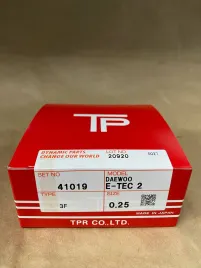 TP
DYNAMIC PARTS
CHANGE OUR WORLD
LOT NO
20920
SET NO
41019
MODEL
DAEWOO
E-TEC 2
TYPE
3F
SIZE
0.25
MADE IN JAPAN
TPR CO.,LTD.